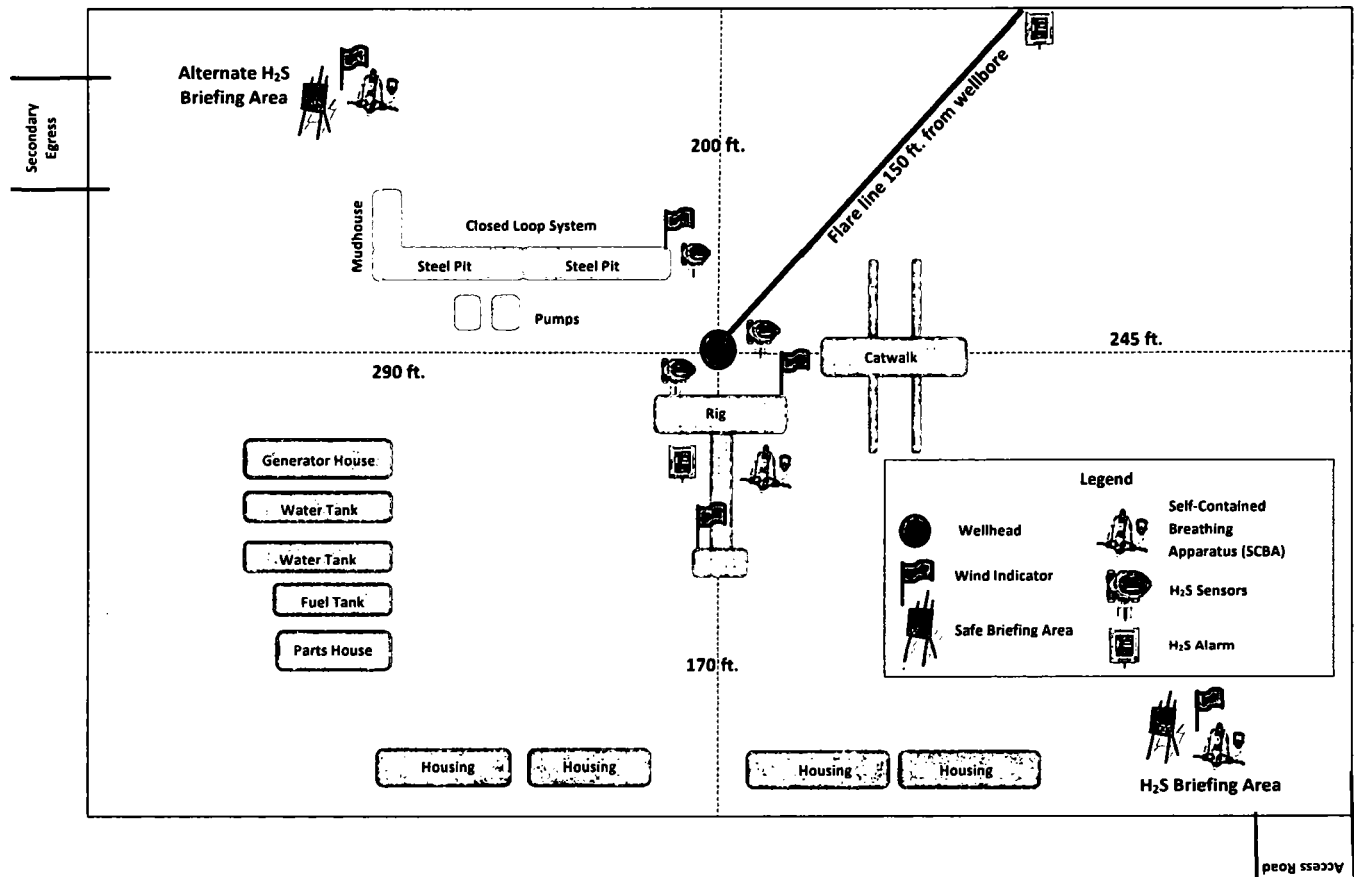 Alternate H₂S
Briefing Area
Secondary
Egress
200 ft.
Flare line 150 ft. from wellbore
Mudhouse
Closed Loop System
Steel Pit
Steel Pit
Pumps
290 ft.
245 ft.
Catwalk
Rig
Generator House
Water Tank
Water Tank
Fuel Tank
Parts House
170 ft.
Legend
Wellhead
Wind Indicator
Safe Briefing Area
Self-Contained
Breathing
Apparatus (SCBA)
H₂S Sensors
H₂S Alarm
Housing
Housing
Housing
Housing
H₂S Briefing Area
Access Road